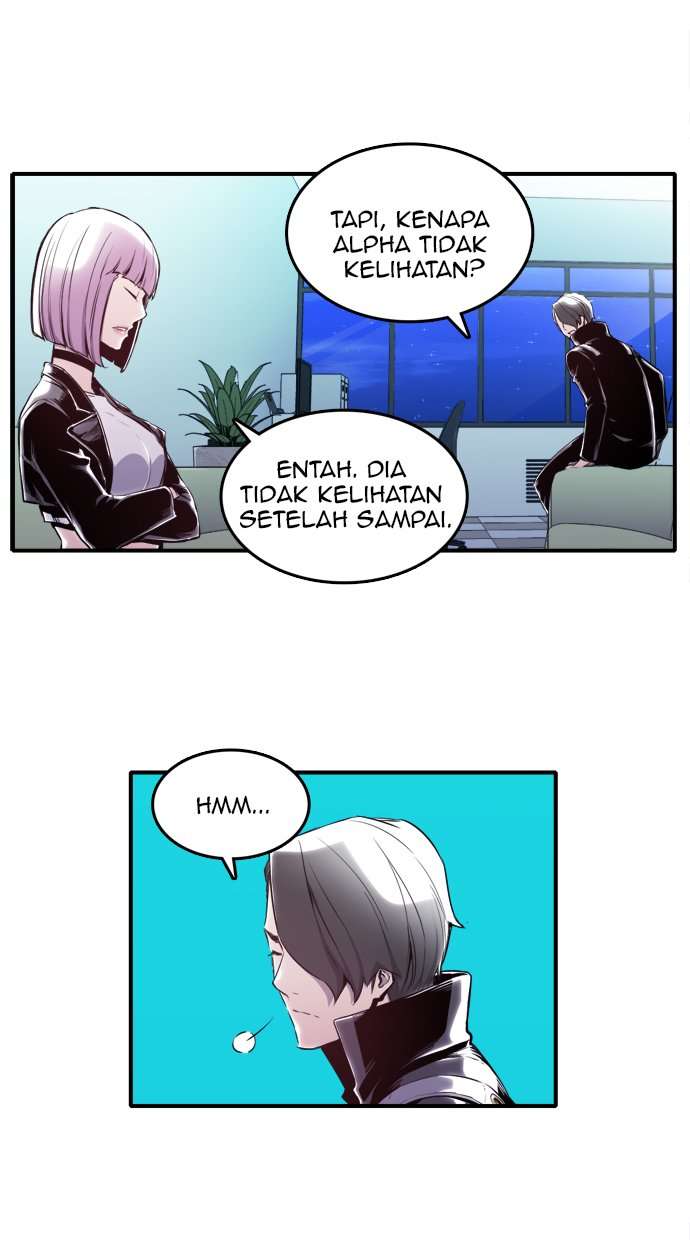 TAPI, KENAPA
ALPHA TIDAK
KELIHATAN?
ENTAH. DIA
TIDAK KELIHATAN
SETELAH SAMPAI.
HMM...